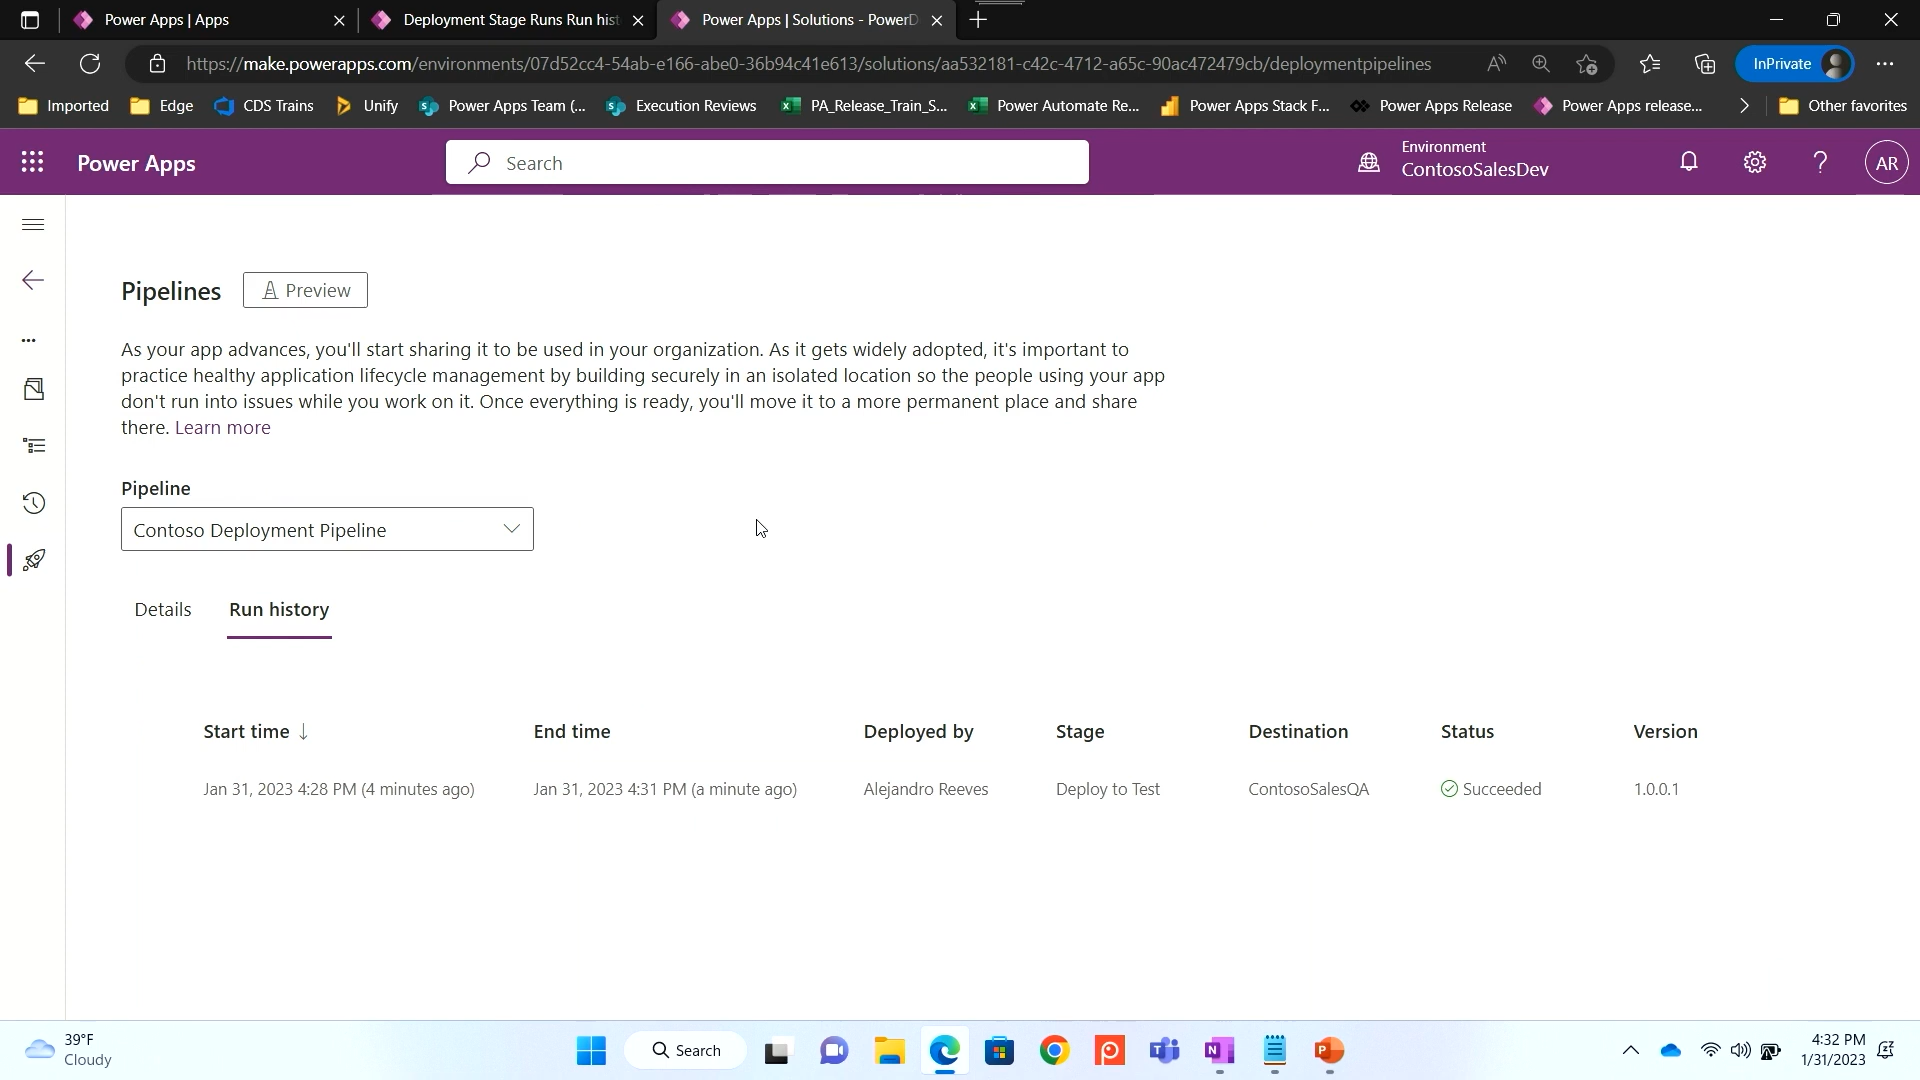 Power Apps | Apps
Deployment Stage Runs Run hist
Power Apps | Solutions - PowerD
https://make.powerapps.com/environments/07d52cc4-54ab-e166-abe0-36b94c41e613/solutions/aa532181-c42c-4712-a65c-90ac472479cb/deploymentpipelines
InPrivate
Imported
Edge
CDS Trains
Unify
Power Apps Team (...
Execution Reviews
PA_Release_Train_S...
Power Automate Re...
Power Apps Stack F...
Power Apps Release
Power Apps release...
Other favorites
Power Apps
Search
Environment
ContosoSalesDev
AR
Pipelines
Preview
As your app advances, you'll start sharing it to be used in your organization. As it gets widely adopted, it's important to
practice healthy application lifecycle management by building securely in an isolated location so the people using your app
don't run into issues while you work on it. Once everything is ready, you'll move it to a more permanent place and share
there. Learn more
Pipeline
Contoso Deployment Pipeline
Details
Run history
Start time ↓
End time
Deployed by
Stage
Destination
Status
Version
Jan 31, 2023 4:28 PM (4 minutes ago)
Jan 31, 2023 4:31 PM (a minute ago)
Alejandro Reeves
Deploy to Test
ContosoSalesQA
Succeeded
1.0.0.1
39°F
Cloudy
Search
4:32 PM
1/31/2023